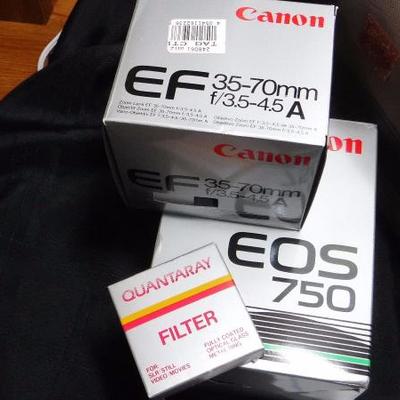 Canon
EF 35-70mm
f/3.5-4.5 A
Canon
EF 35-70mm
f/3.5-4.5 A
Canon
EOS
750
QUANTARAY
FILTER
FOR
SLR-STILL
VIDEO-MOVIES
FULLY COATED
OPTICAL GLASS
METAL RING